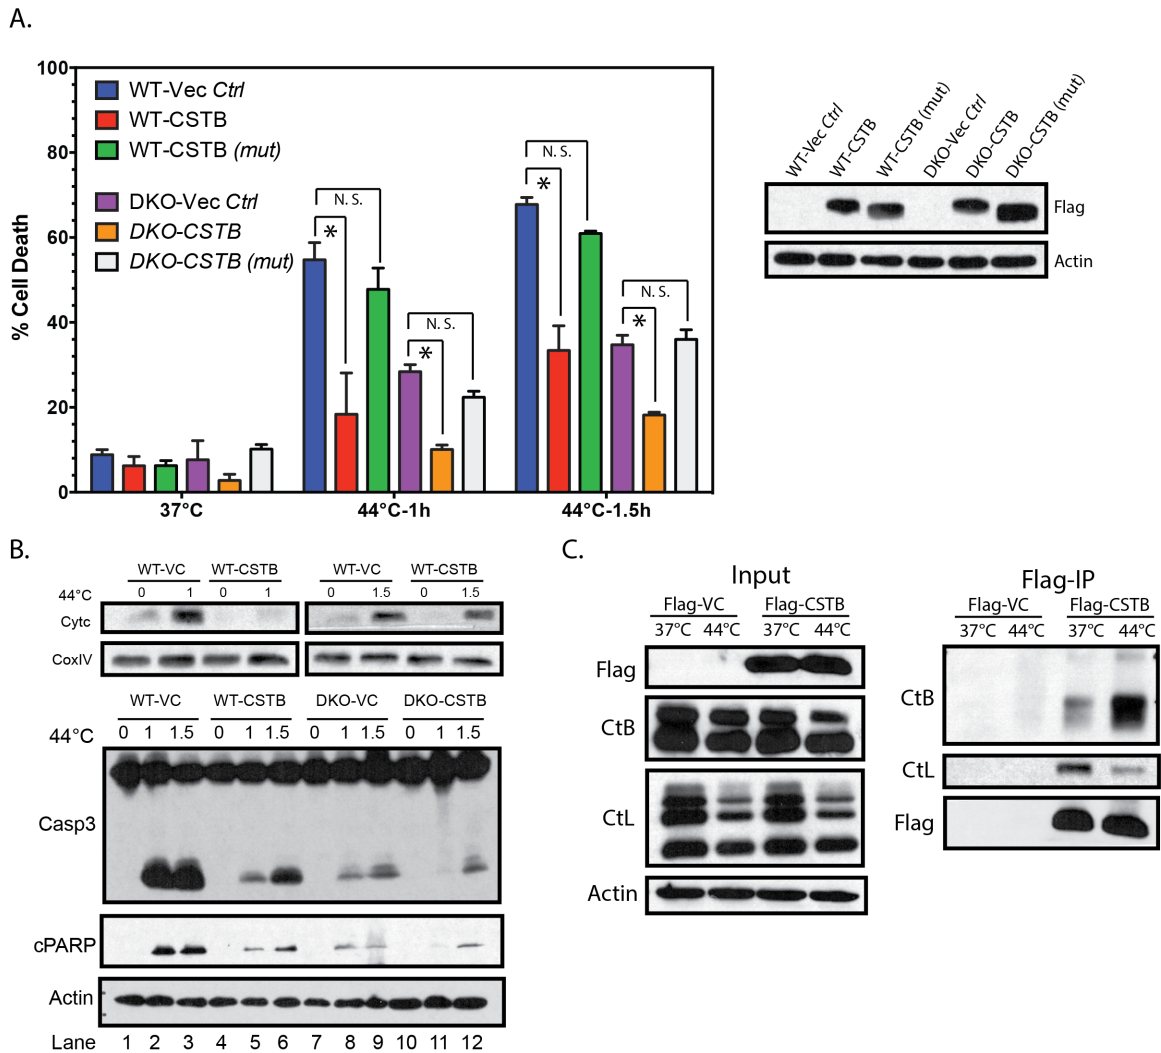 A.
% Cell Death
100
80
60
40
20
0
WT-Vec Ctrl
WT-CSTB
WT-CSTB (mut)
DKO-Vec Ctrl
DKO-CSTB
DKO-CSTB (mut)
N. S.
*
N. S.
*
N. S.
*
N. S.
*
37°C
44°C-1h
44°C-1.5h
WT-Vec Ctrl
WT-CSTB
WT-CSTB (mut)
DKO-Vec Ctrl
DKO-CSTB
DKO-CSTB (mut)
Flag
Actin
B.
WT-VC WT-CSTB WT-VC WT-CSTB
44°C 0 1 0 1 0 1.5 0 1.5
Cytc
CoxIV
WT-VC WT-CSTB DKO-VC DKO-CSTB
44°C 0 1 1.5 0 1 1.5 0 1 1.5 0 1 1.5
Casp3
cPARP
Actin
Lane 1 2 3 4 5 6 7 8 9 10 11 12
C.
Input
Flag-VC Flag-CSTB
37°C 44°C 37°C 44°C
Flag
CtB
CtL
Actin
Flag-IP
Flag-VC Flag-CSTB
37°C 44°C 37°C 44°C
CtB
CtL
Flag